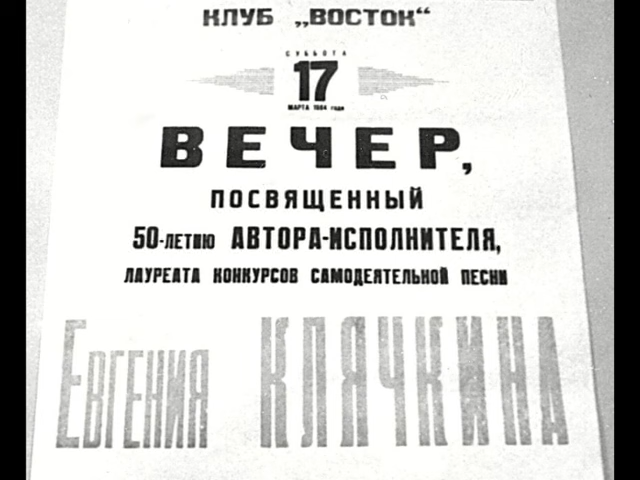 КЛУБ „ВОСТОК“
СУББОТА
17
МАРТА 1984 года
ВЕЧЕР,
ПОСВЯЩЕННЫЙ
50-ЛЕТИЮ АВТОРА-ИСПОЛНИТЕЛЯ,
ЛАУРЕАТА КОНКУРСОВ САМОДЕЯТЕЛЬНОЙ ПЕСНИ
ЕВГЕНИЯ КЛЯЧКИНА